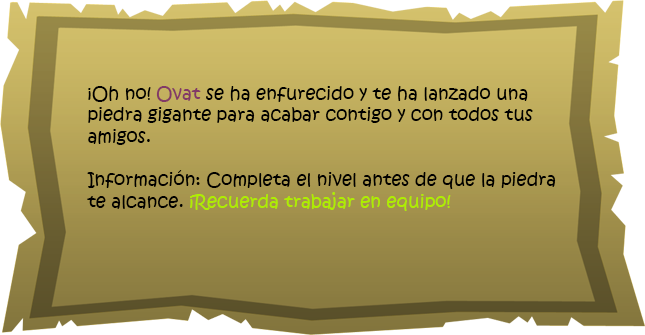 ¡Oh no! Ovat se ha enfurecido y te ha lanzado una
piedra gigante para acabar contigo y con todos tus
amigos.
Información: Completa el nivel antes de que la piedra
te alcance. ¡Recuerda trabajar en equipo!